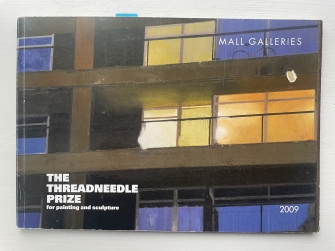 MALL GALLERIES
THE
THREADNEEDLE
PRIZE
for painting and sculpture
2009